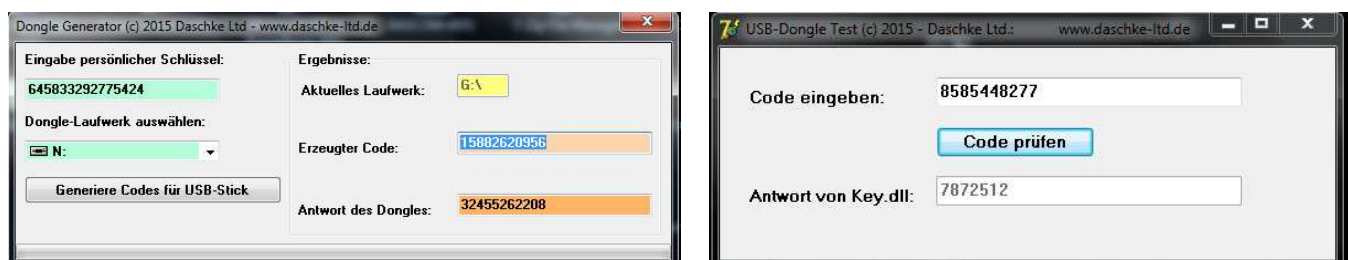 Dongle Generator (c) 2015 Daschke Ltd - www.daschke-ltd.de
Eingabe persönlicher Schlüssel:
645833292775424
Dongle-Laufwerk auswählen:
N:
Generiere Codes für USB-Stick
Ergebnisse:
Aktuelles Laufwerk:
G:\
Erzeugter Code:
15882620956
Antwort des Dongles:
32455262208
USB-Dongle Test (c) 2015 - Daschke Ltd.: www.daschke-ltd.de
Code eingeben:
8585448277
Code prüfen
Antwort von Key.dll:
7872512